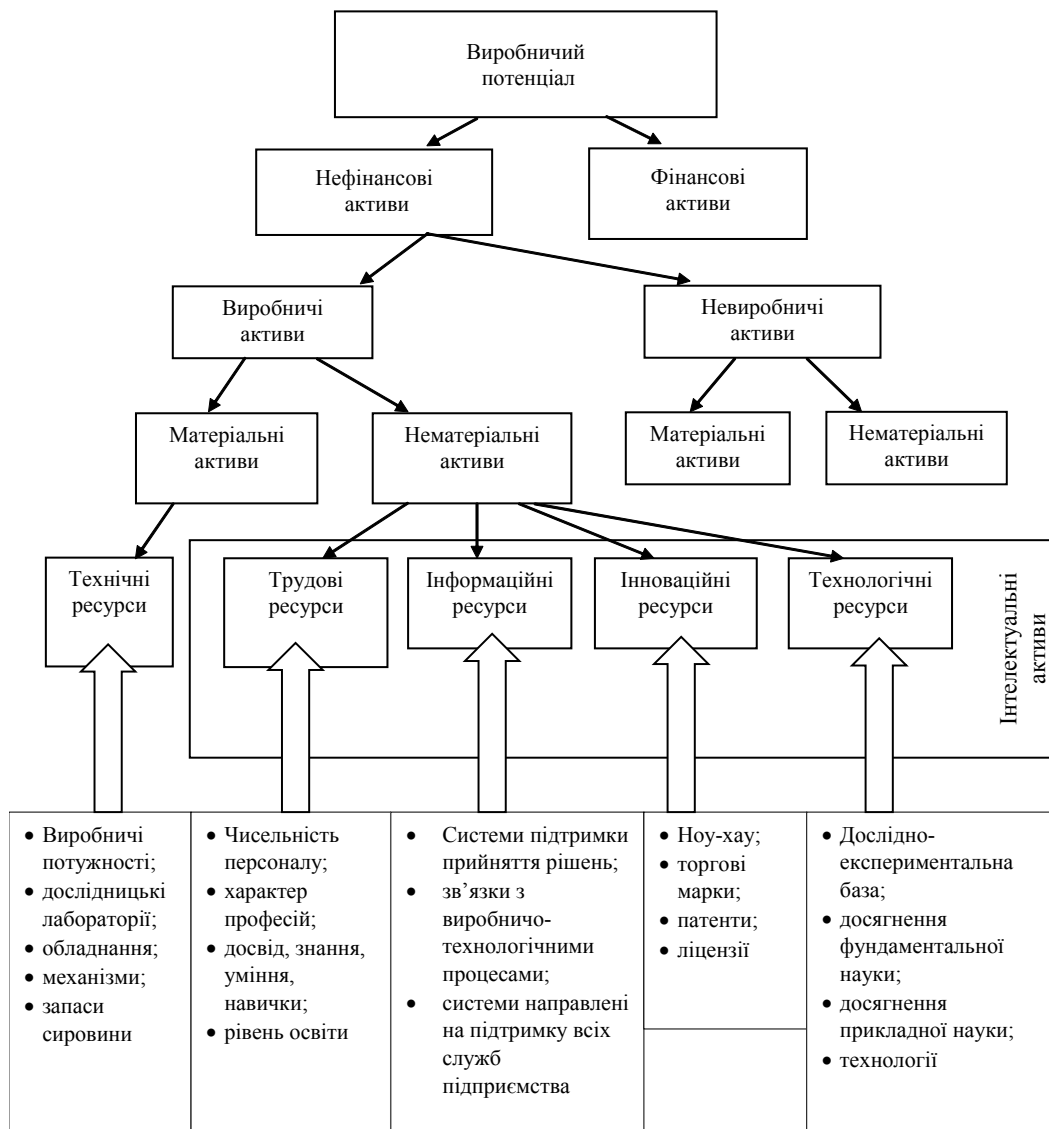 Виробничий
потенціал
Нефінансові
активи
Фінансові
активи
Виробничі
активи
Невиробничі
активи
Матеріальні
активи
Нематеріальні
активи
Матеріальні
активи
Нематеріальні
активи
Технічні
ресурси
Трудові
ресурси
Інформаційні
ресурси
Інноваційні
ресурси
Технологічні
ресурси
Інтелектуальні
активи
• Виробничі
потужності;
• дослідницькі
лабораторії;
• обладнання;
• механізми;
• запаси
сировини
• Чисельність
персоналу;
• характер
професій;
• досвід, знання,
уміння,
навички;
• рівень освіти
• Системи підтримки
прийняття рішень;
• зв’язки з
виробничо-
технологічними
процесами;
• системи направлені
на підтримку всіх
служб
підприємства
• Ноу-хау;
• торгові
марки;
• патенти;
• ліцензії
• Дослідно-
експериментальна
база;
• досягнення
фундаментальної
науки;
• досягнення
прикладної науки;
• технології